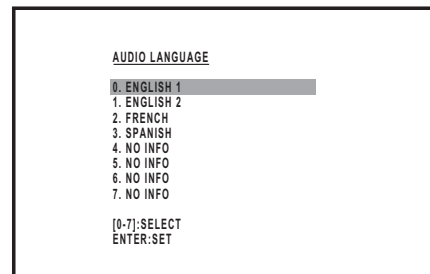 AUDIO LANGUAGE
0. ENGLISH 1
1. ENGLISH 2
2. FRENCH
3. SPANISH
4. NO INFO
5. NO INFO
6. NO INFO
7. NO INFO
[0-7]:SELECT
ENTER:SET